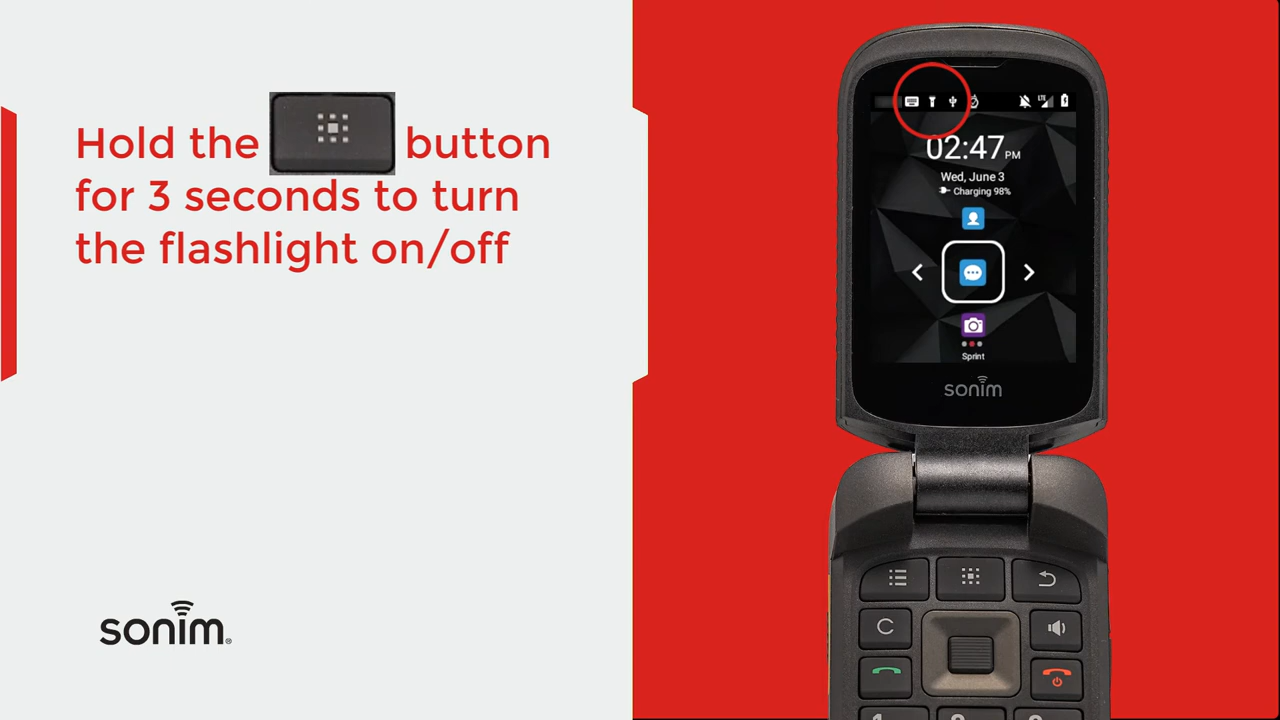 Hold the button
for 3 seconds to turn
the flashlight on/off
sonim®
LTE
02:47 PM
Wed, June 3
Charging 98%
Sprint
sonim
C